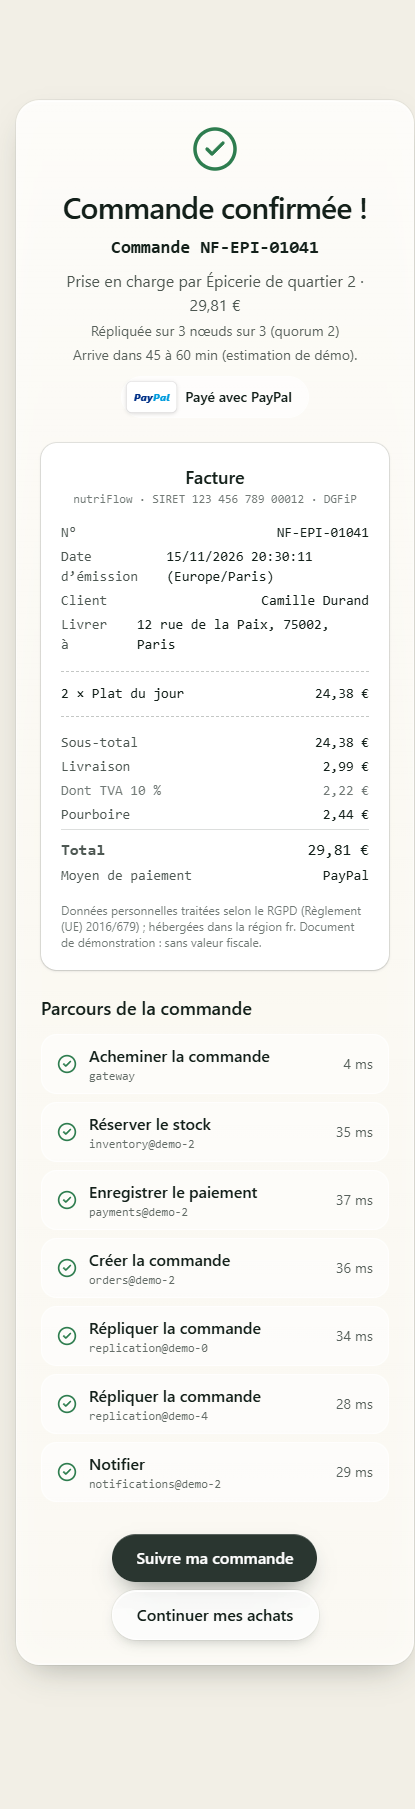 Commande confirmée !
Commande NF-EPI-01041
Prise en charge par Épicerie de quartier 2 ·
29,81 €
Répliquée sur 3 nœuds sur 3 (quorum 2)
Arrive dans 45 à 60 min (estimation de démo).
PayPal Payé avec PayPal
Facture
nutriFlow · SIRET 123 456 789 00012 · DGFiP
N° NF-EPI-01041
Date 15/11/2026 20:30:11
d’émission (Europe/Paris)
Client Camille Durand
Livrer 12 rue de la Paix, 75002,
à Paris
2 × Plat du jour 24,38 €
Sous-total 24,38 €
Livraison 2,99 €
Dont TVA 10 % 2,22 €
Pourboire 2,44 €
Total 29,81 €
Moyen de paiement PayPal
Données personnelles traitées selon le RGPD (Règlement
(UE) 2016/679) ; hébergées dans la région fr. Document
de démonstration : sans valeur fiscale.
Parcours de la commande
Acheminer la commande 4 ms
gateway
Réserver le stock 35 ms
inventory@demo-2
Enregistrer le paiement 37 ms
payments@demo-2
Créer la commande 36 ms
orders@demo-2
Répliquer la commande 34 ms
replication@demo-0
Répliquer la commande 28 ms
replication@demo-4
Notifier 29 ms
notifications@demo-2
Suivre ma commande
Continuer mes achats